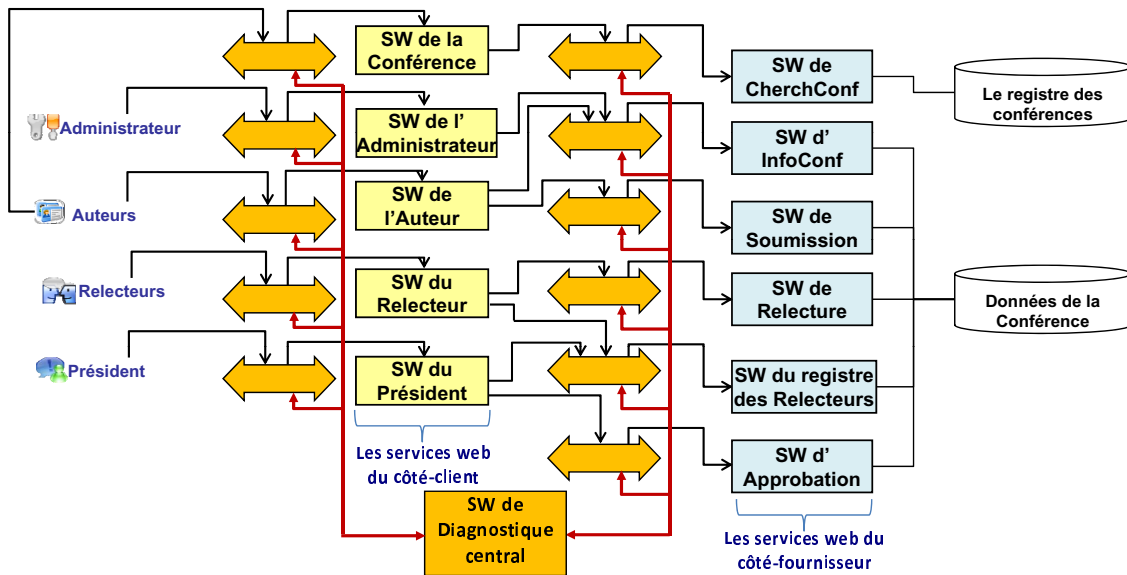 SW de la
Conférence
SW de
CherchConf
Le registre des
conférences
Administrateur
SW de l'
Administrateur
SW d'
InfoConf
Auteurs
SW de
l'Auteur
SW de
Soumission
Relecteurs
SW du
Relecteur
SW de
Relecture
Données de la
Conférence
Président
SW du
Président
SW du registre
des Relecteurs
Les services web
du côté-client
SW d'
Approbation
SW de
Diagnostique
central
Les services web du
côté-fournisseur